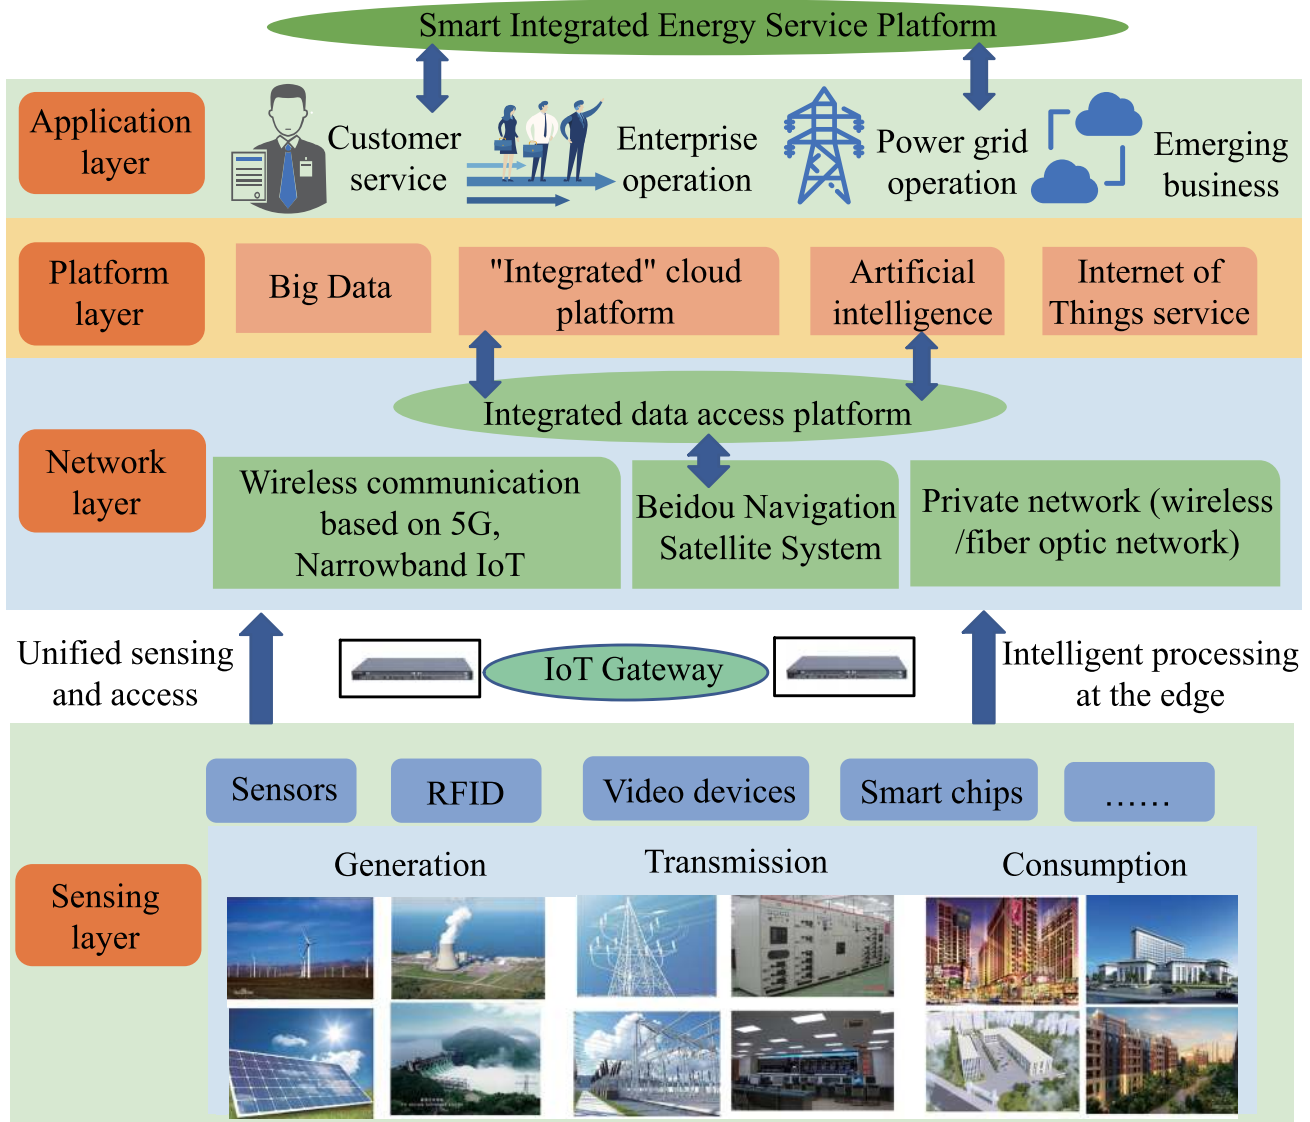 Smart Integrated Energy Service Platform
Application
layer
Customer
service
Enterprise
operation
Power grid
operation
Emerging
business
Platform
layer
Big Data
"Integrated" cloud
platform
Artificial
intelligence
Internet of
Things service
Integrated data access platform
Network
layer
Wireless communication
based on 5G,
Narrowband IoT
Beidou Navigation
Satellite System
Private network (wireless
/fiber optic network)
Unified sensing
and access
IoT Gateway
Intelligent processing
at the edge
Sensing
layer
Sensors
RFID
Video devices
Smart chips
……
Generation
Transmission
Consumption